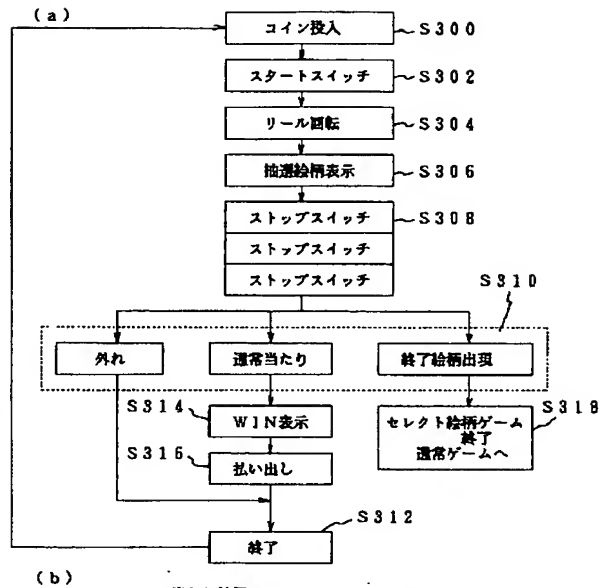 (a)
コイン投入
S300
スタートスイッチ
S302
リール回転
S304
抽選絵柄表示
S306
ストップスイッチ
S308
ストップスイッチ
ストップスイッチ
S310
外れ
通常当たり
終了絵柄出現
S314
WIN表示
セレクト絵柄ゲーム
終了
通常ゲームへ
S318
S316
払い出し
S312
終了
(b)